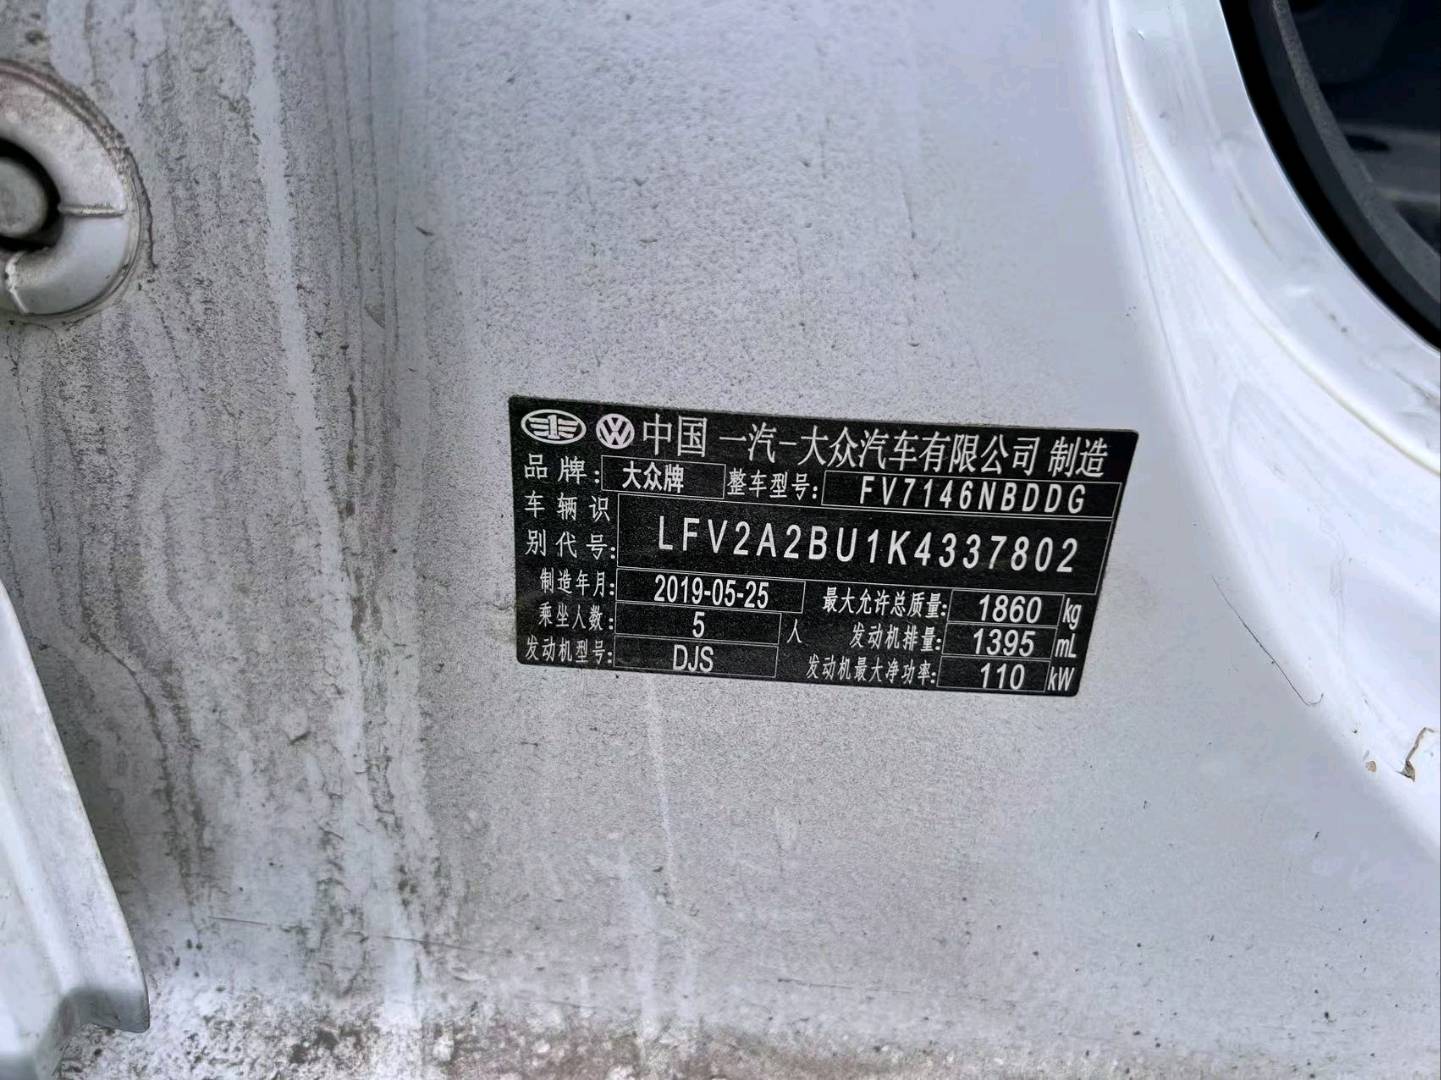 中国 一汽-大众汽车有限公司 制造
品牌: 大众牌 整车型号: FV7146NBDDG
车辆识别代号: LFV2A2BU1K4337802
制造年月: 2019-05-25 最大允许总质量: 1860 kg
乘坐人数: 5 人 发动机排量: 1395 mL
发动机型号: DJS 发动机最大净功率: 110 kW